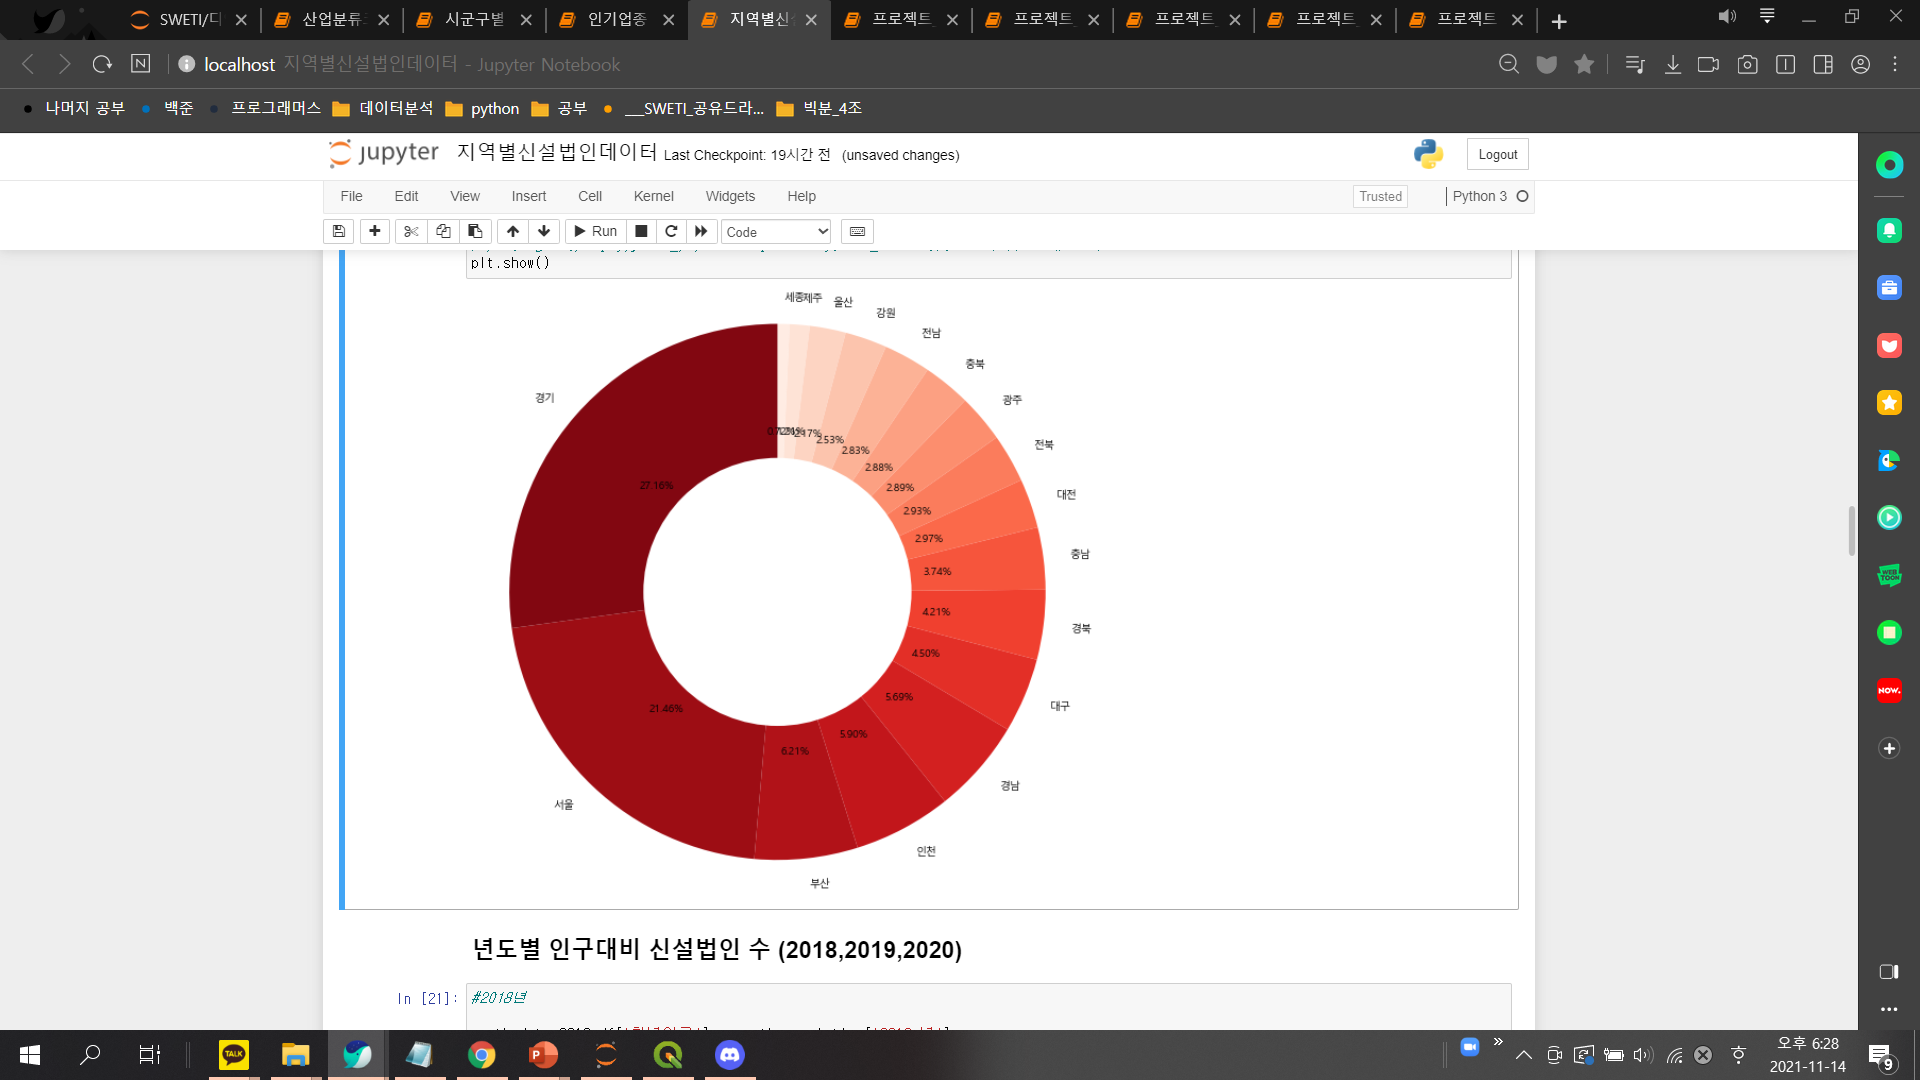 SWETI/디
산업분류
시군구별
인기업종
지역별신
프로젝트
프로젝트
프로젝트
프로젝트
프로젝트
localhost 지역별신설법인데이터 - Jupyter Notebook
나머지 공부 백준 프로그래머스 데이터분석 python 공부 ___SWETI_공유드라... 빅분_4조
jupyter 지역별신설법인데이터 Last Checkpoint: 19시간 전 (unsaved changes)
Logout
File Edit View Insert Cell Kernel Widgets Help
Trusted Python 3
Run Code
plt.show()
세종 제주 울산
강원
전남
충북
경기
광주
전북
2.53%
2.83%
2.88%
27.16%
2.89%
대전
2.93%
2.97%
충남
3.74%
4.21%
경북
4.50%
5.69%
대구
21.46%
5.90%
6.21%
경남
서울
인천
부산
년도별 인구대비 신설법인 수 (2018,2019,2020)
In [21]: #2018년
TALK
WEB TOON
NOW.
오후 6:28
2021-11-14
9